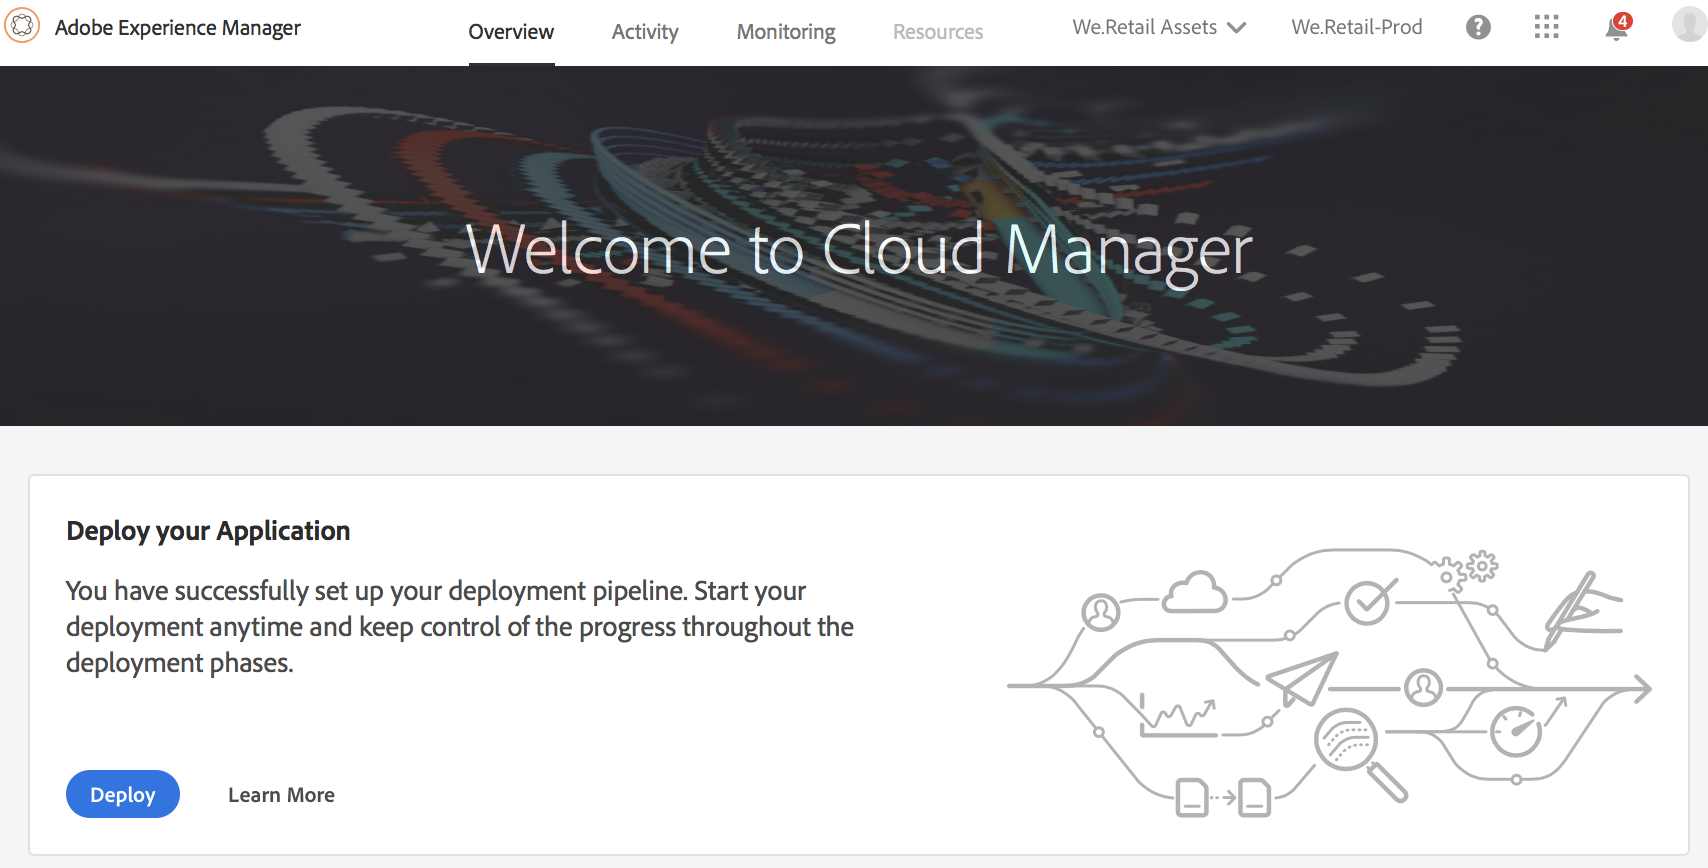 Adobe Experience Manager
Overview
Activity
Monitoring
Resources
We.Retail Assets
We.Retail-Prod
?
4
Welcome to Cloud Manager
Deploy your Application
You have successfully set up your deployment pipeline. Start your
deployment anytime and keep control of the progress throughout the
deployment phases.
Deploy
Learn More